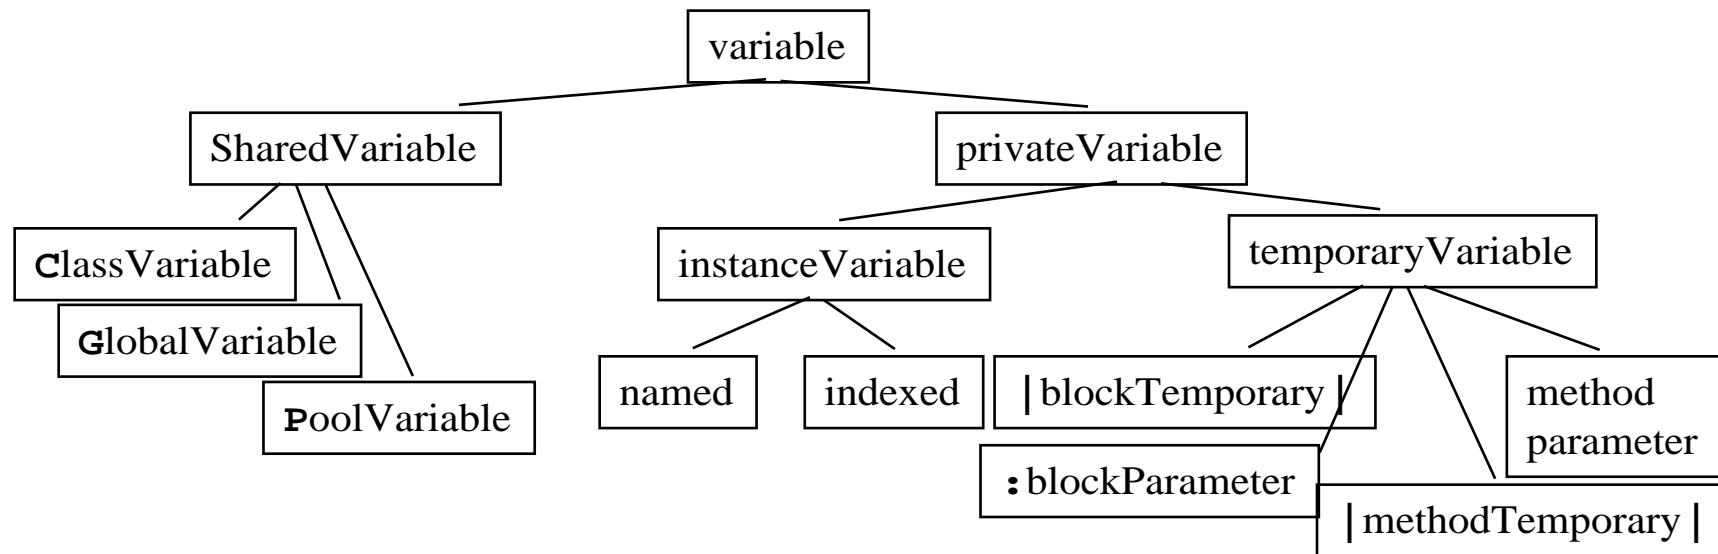 variable
SharedVariable
privateVariable
ClassVariable
GlobalVariable
PoolVariable
instanceVariable
temporaryVariable
named
indexed
|blockTemporary|
:blockParameter
|methodTemporary|
method
parameter